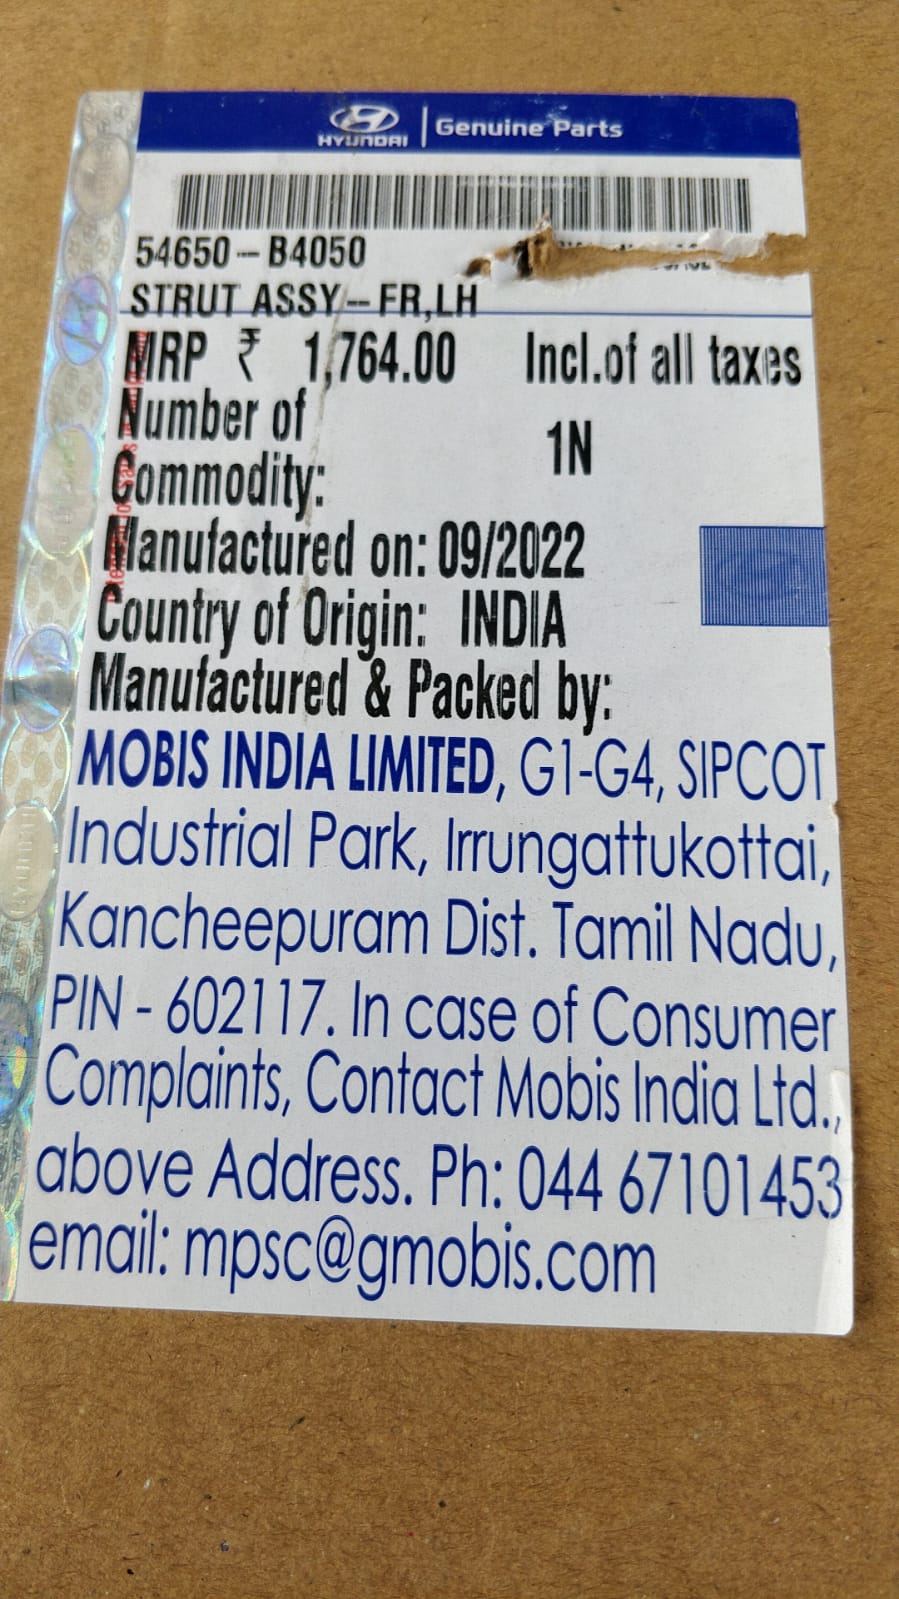 HYUNDAI | Genuine Parts
54650-B4050
STRUT ASSY-FR,LH
MRP ₹ 1,764.00 Incl.of all taxes
Number of
Commodity: 1N
Manufactured on: 09/2022
Country of Origin: INDIA
Manufactured & Packed by:
MOBIS INDIA LIMITED, G1-G4, SIPCOT
Industrial Park, Irrungattukottai,
Kancheepuram Dist. Tamil Nadu,
PIN - 602117. In case of Consumer
Complaints, Contact Mobis India Ltd.,
above Address. Ph: 044 67101453
email: mpsc@gmobis.com